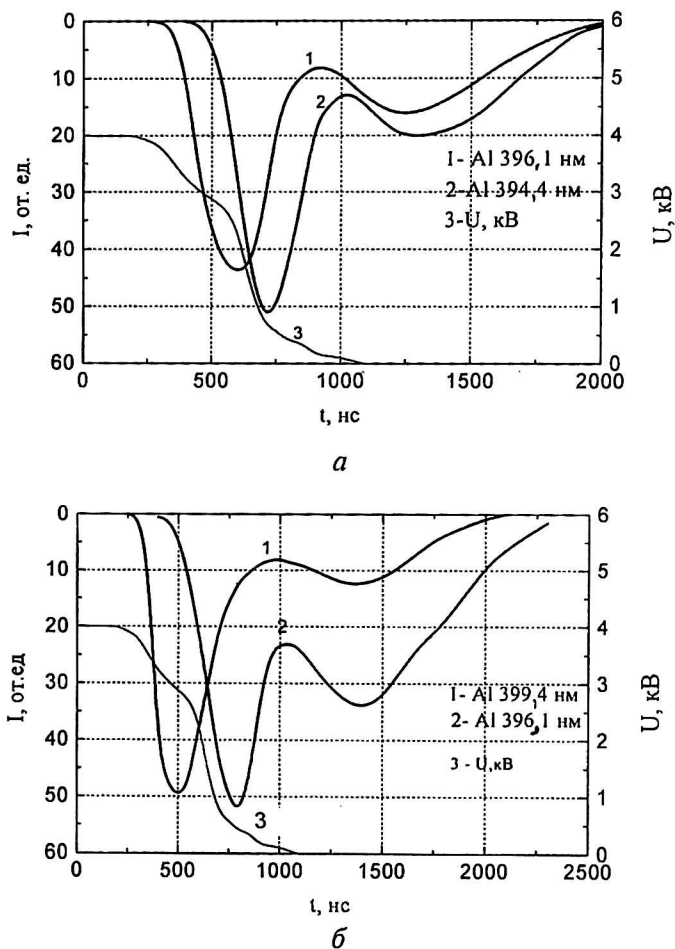 0 6
10 5
20 4
30 3
40 2
50 1
60 0
I, от. ед.
U, кВ
1
2
3
1- Al 396,1 нм
2-Al 394,4 нм
3-U, кВ
0 500 1000 1500 2000
t, нс
а
0 6
10 5
20 4
30 3
40 2
50 1
60 0
I, от.ед
U, кВ
1
2
3
1- Al 399,4 нм
2- Al 396,1 нм
3 - U,кВ
0 500 1000 1500 2000 2500
t, нс
б